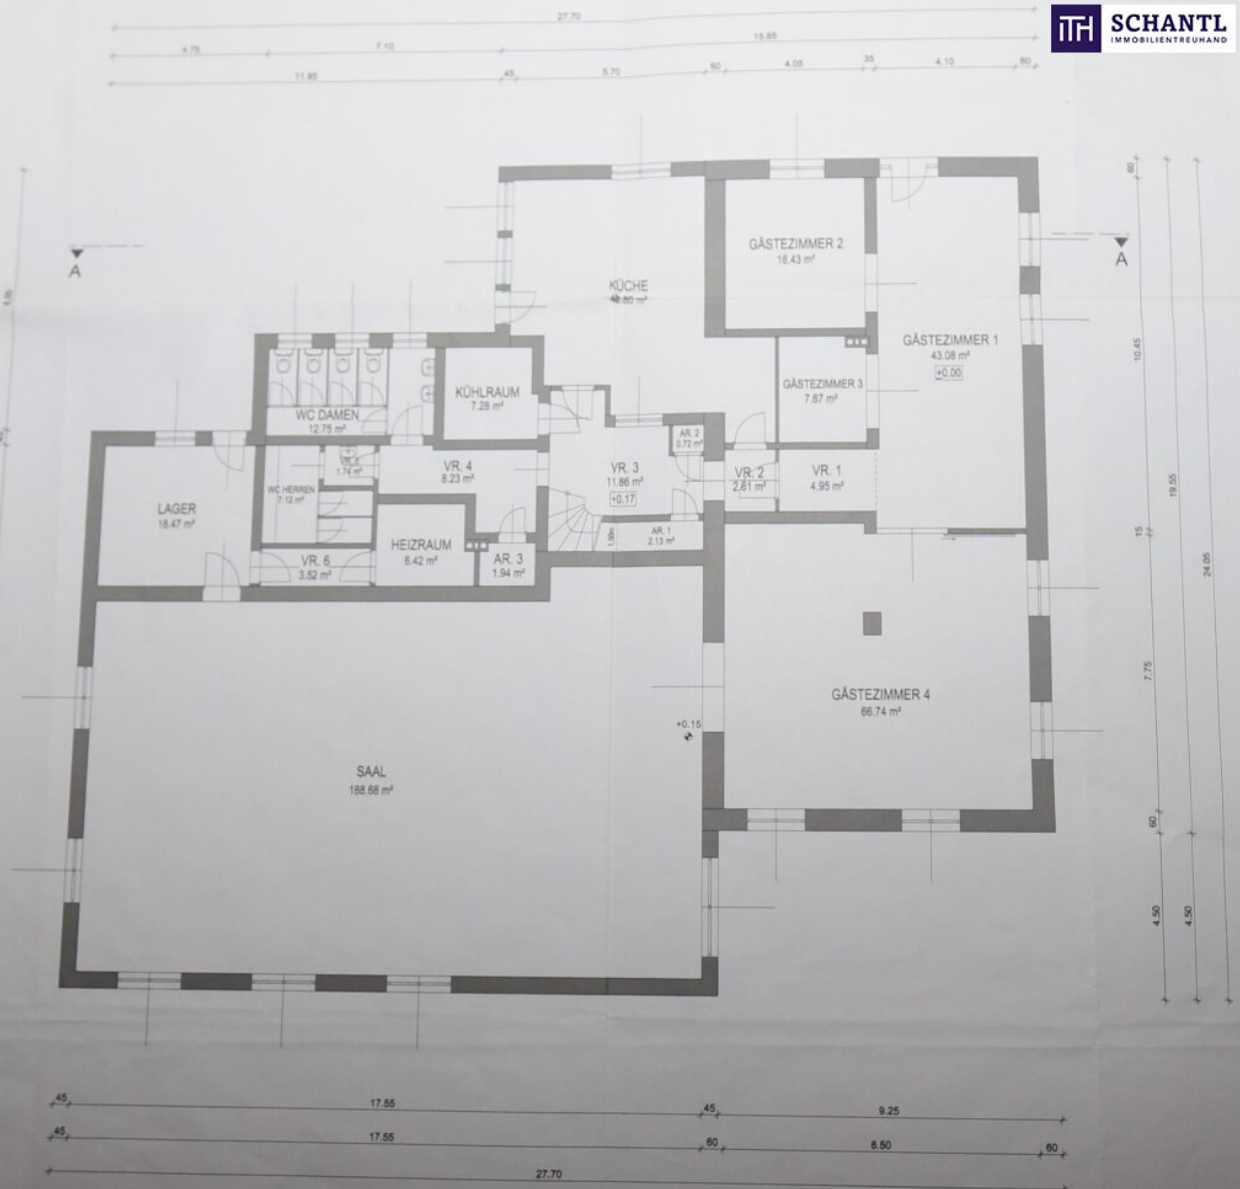 27.70
15.85
4.75
7.10
11.85
45
5.70
60
4.05
35
4.10
60
ITH
SCHANTL
IMMOBILIENTREUHAND
60
A
A
GÄSTEZIMMER 2
18.43 m²
KÜCHE
GÄSTEZIMMER 1
43.08 m²
±0.00
10.45
GÄSTEZIMMER 3
7.67 m²
KÜHLRAUM
7.28 m²
WC DAMEN
12.75 m²
AR. 2
0.72 m²
VR. 4
8.23 m²
VR. 3
11.86 m²
+0.17
VR. 2
2.61 m²
VR. 1
4.95 m²
WC HERREN
7.12 m²
LAGER
18.47 m²
19.55
15
24.05
HEIZRAUM
6.42 m²
AR. 1
2.13 m²
1.50m
VR. 6
3.52 m²
AR. 3
1.94 m²
7.75
GÄSTEZIMMER 4
66.74 m²
+0.15
SAAL
188.68 m²
60
4.50
4.50
45
17.55
45
9.25
45
17.55
60
8.50
60
27.70